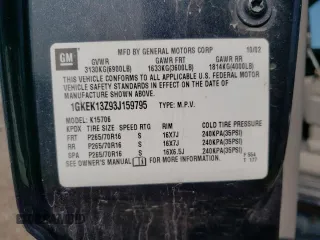 GM
MFD BY GENERAL MOTORS CORP 10/02
GVWR GAWR FRT GAWR RR
3130KG(6900LB) 1633KG(3600LB) 1814KG(4000LB)
THIS VEHICLE CONFORMS TO ALL APPLICABLE U.S. FEDERAL MOTOR
VEHICLE SAFETY AND THEFT PREVENTION STANDARDS IN EFFECT
ON THE DATE OF MANUFACTURE SHOWN ABOVE.
1GKEK13Z93J159795 TYPE: M.P.V.
MODEL: K15706
KPDX TIRE SIZE SPEED RTG RIM COLD TIRE PRESSURE
FRT P265/70R16 S 16X7J 240KPA(35PSI)
RR P265/70R16 S 16X7J 240KPA(35PSI)
SPA P265/70R16 S 16X6.5J 240KPA(35PSI)
SEE OWNER'S MANUAL FOR ADDITIONAL INFORMATION